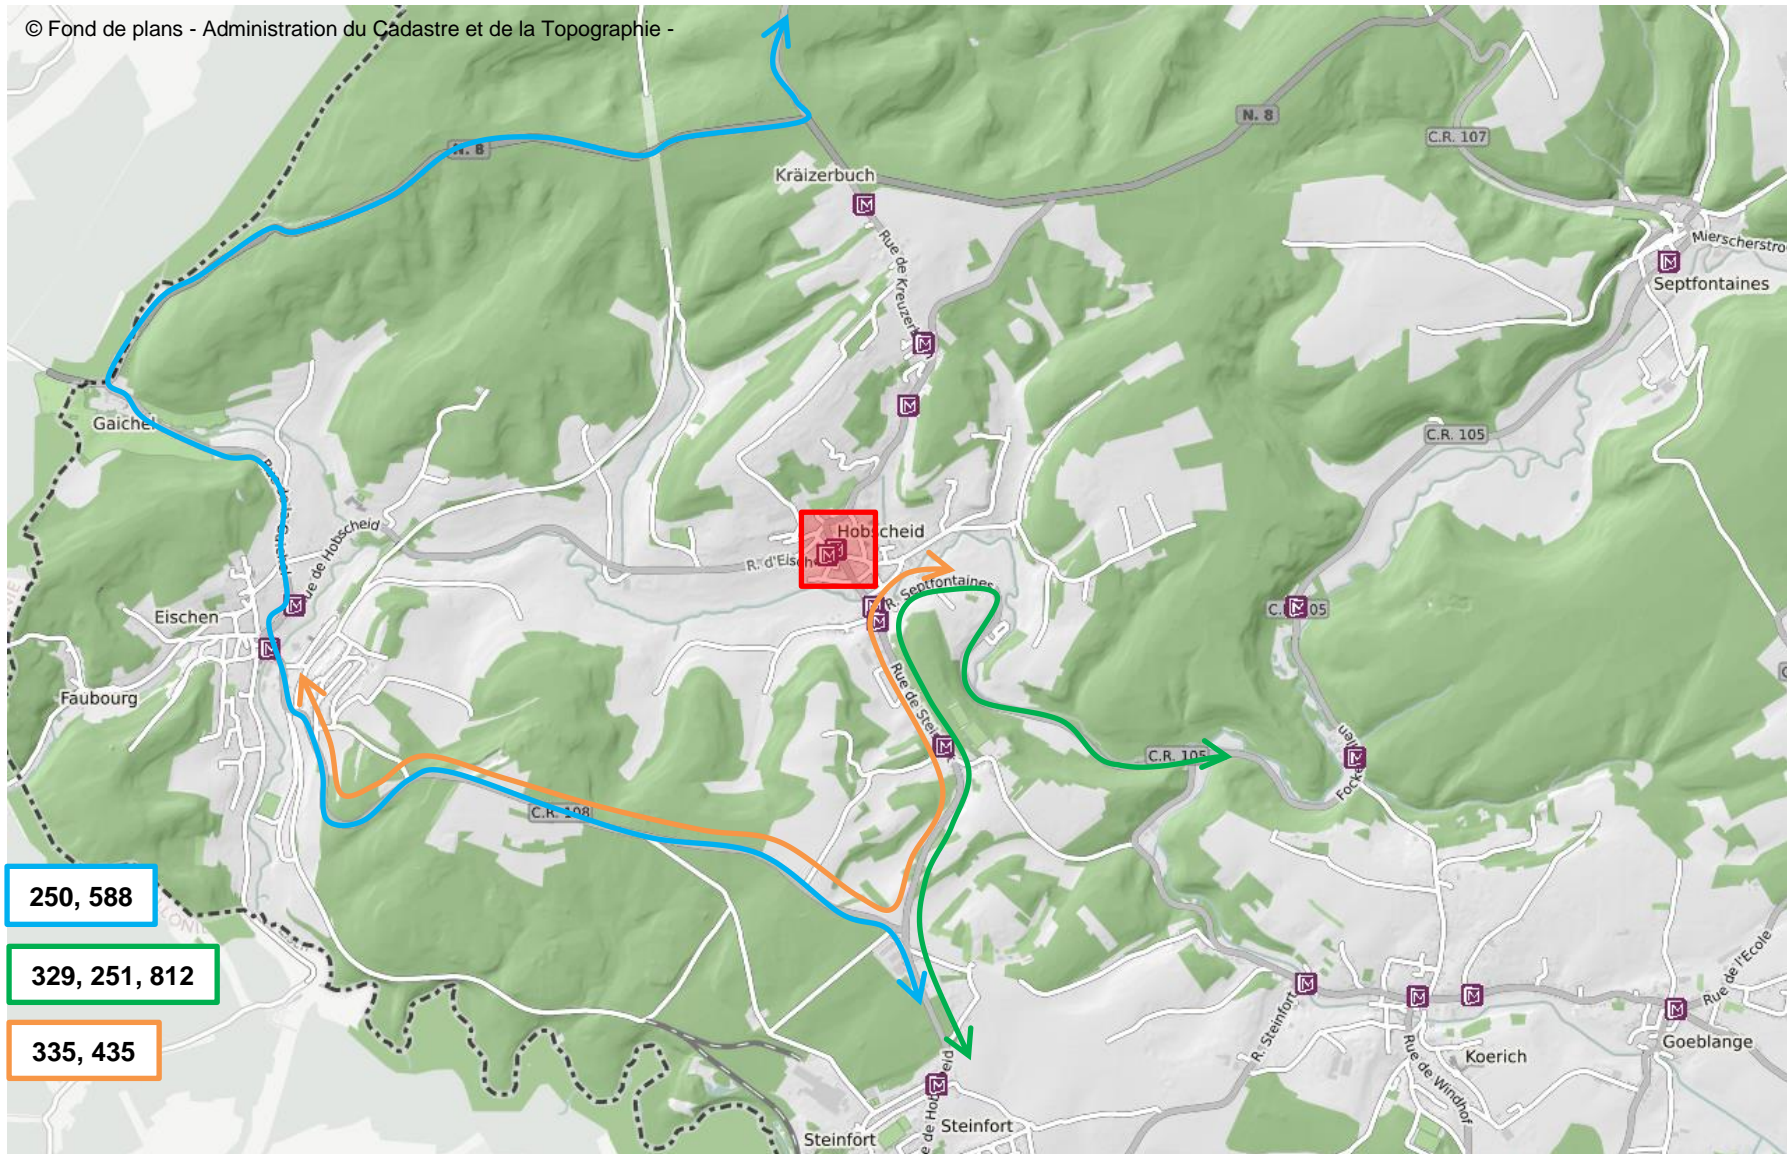 © Fond de plans - Administration du Cadastre et de la Topographie -
N. 8
N. 8
C.R. 107
Kräizerbuch
Mierscherstro
Septfontaines
Rue de Kreuzerb
Gaichel
C.R. 105
Rue de Hobscheid
Hobscheid
R. d'Eisch
R. Septfontaines
Eischen
C.R. 105
Faubourg
Rue de Stei
C.R. 105
C.R. 108
250, 588
329, 251, 812
335, 435
Rue de l'Ecole
R. Steinfort
Goeblange
Koerich
Rue de Windhof
Steinfort
Steinfort